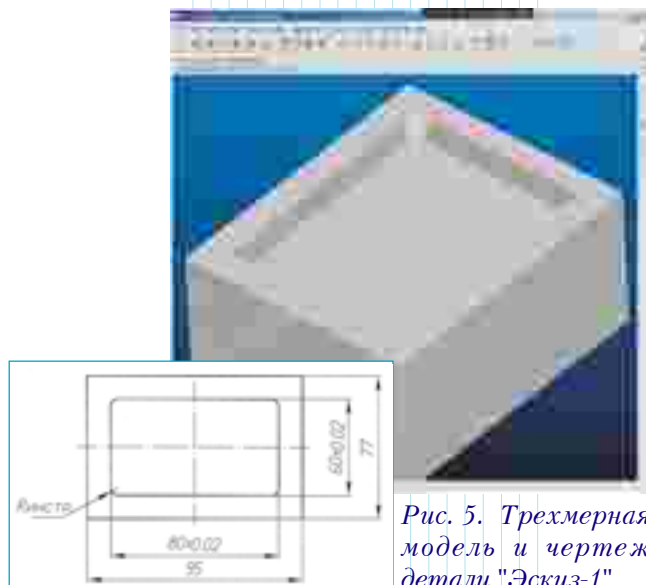 60±0.02
77
Rинстр.
80±0.02
95
Рис. 5. Трехмерная
модель и чертеж
детали "Эскиз-1"